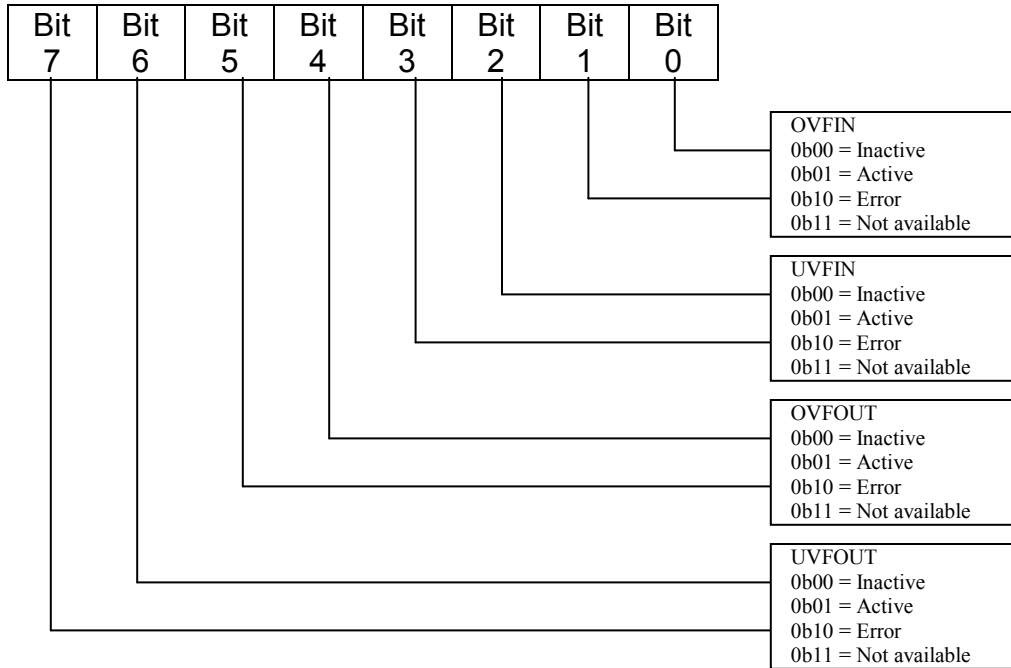 Bit 7 Bit 6 Bit 5 Bit 4 Bit 3 Bit 2 Bit 1 Bit 0
OVFIN
0b00 = Inactive
0b01 = Active
0b10 = Error
0b11 = Not available
UVFIN
0b00 = Inactive
0b01 = Active
0b10 = Error
0b11 = Not available
OVFOUT
0b00 = Inactive
0b01 = Active
0b10 = Error
0b11 = Not available
UVFOUT
0b00 = Inactive
0b01 = Active
0b10 = Error
0b11 = Not available